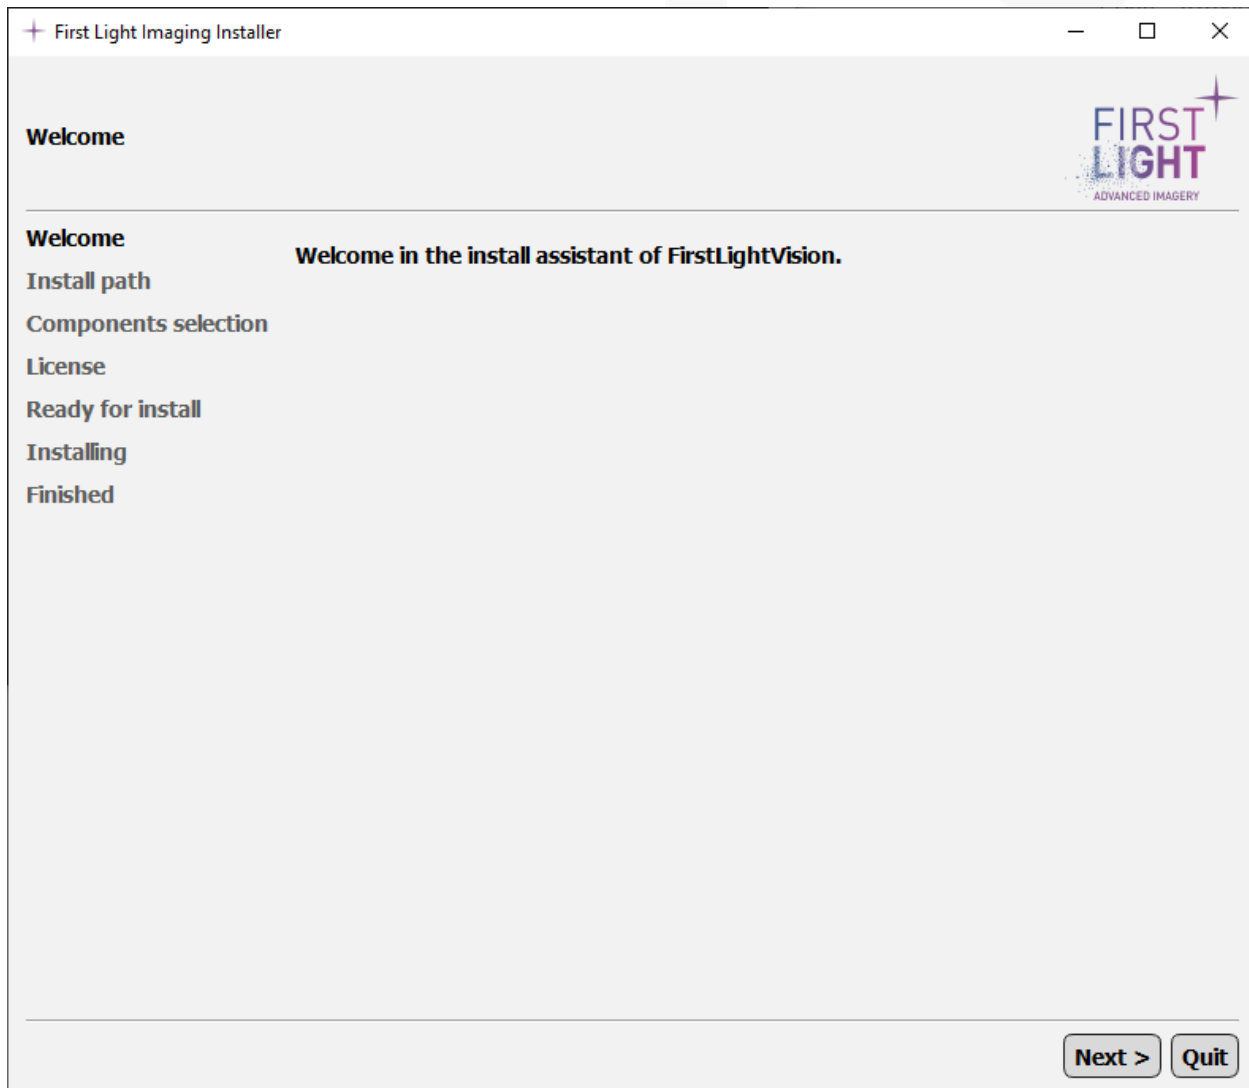 First Light Imaging Installer
Welcome
FIRST
LIGHT
ADVANCED IMAGERY
Welcome
Install path
Components selection
License
Ready for install
Installing
Finished
Welcome in the install assistant of FirstLightVision.
Next >
Quit